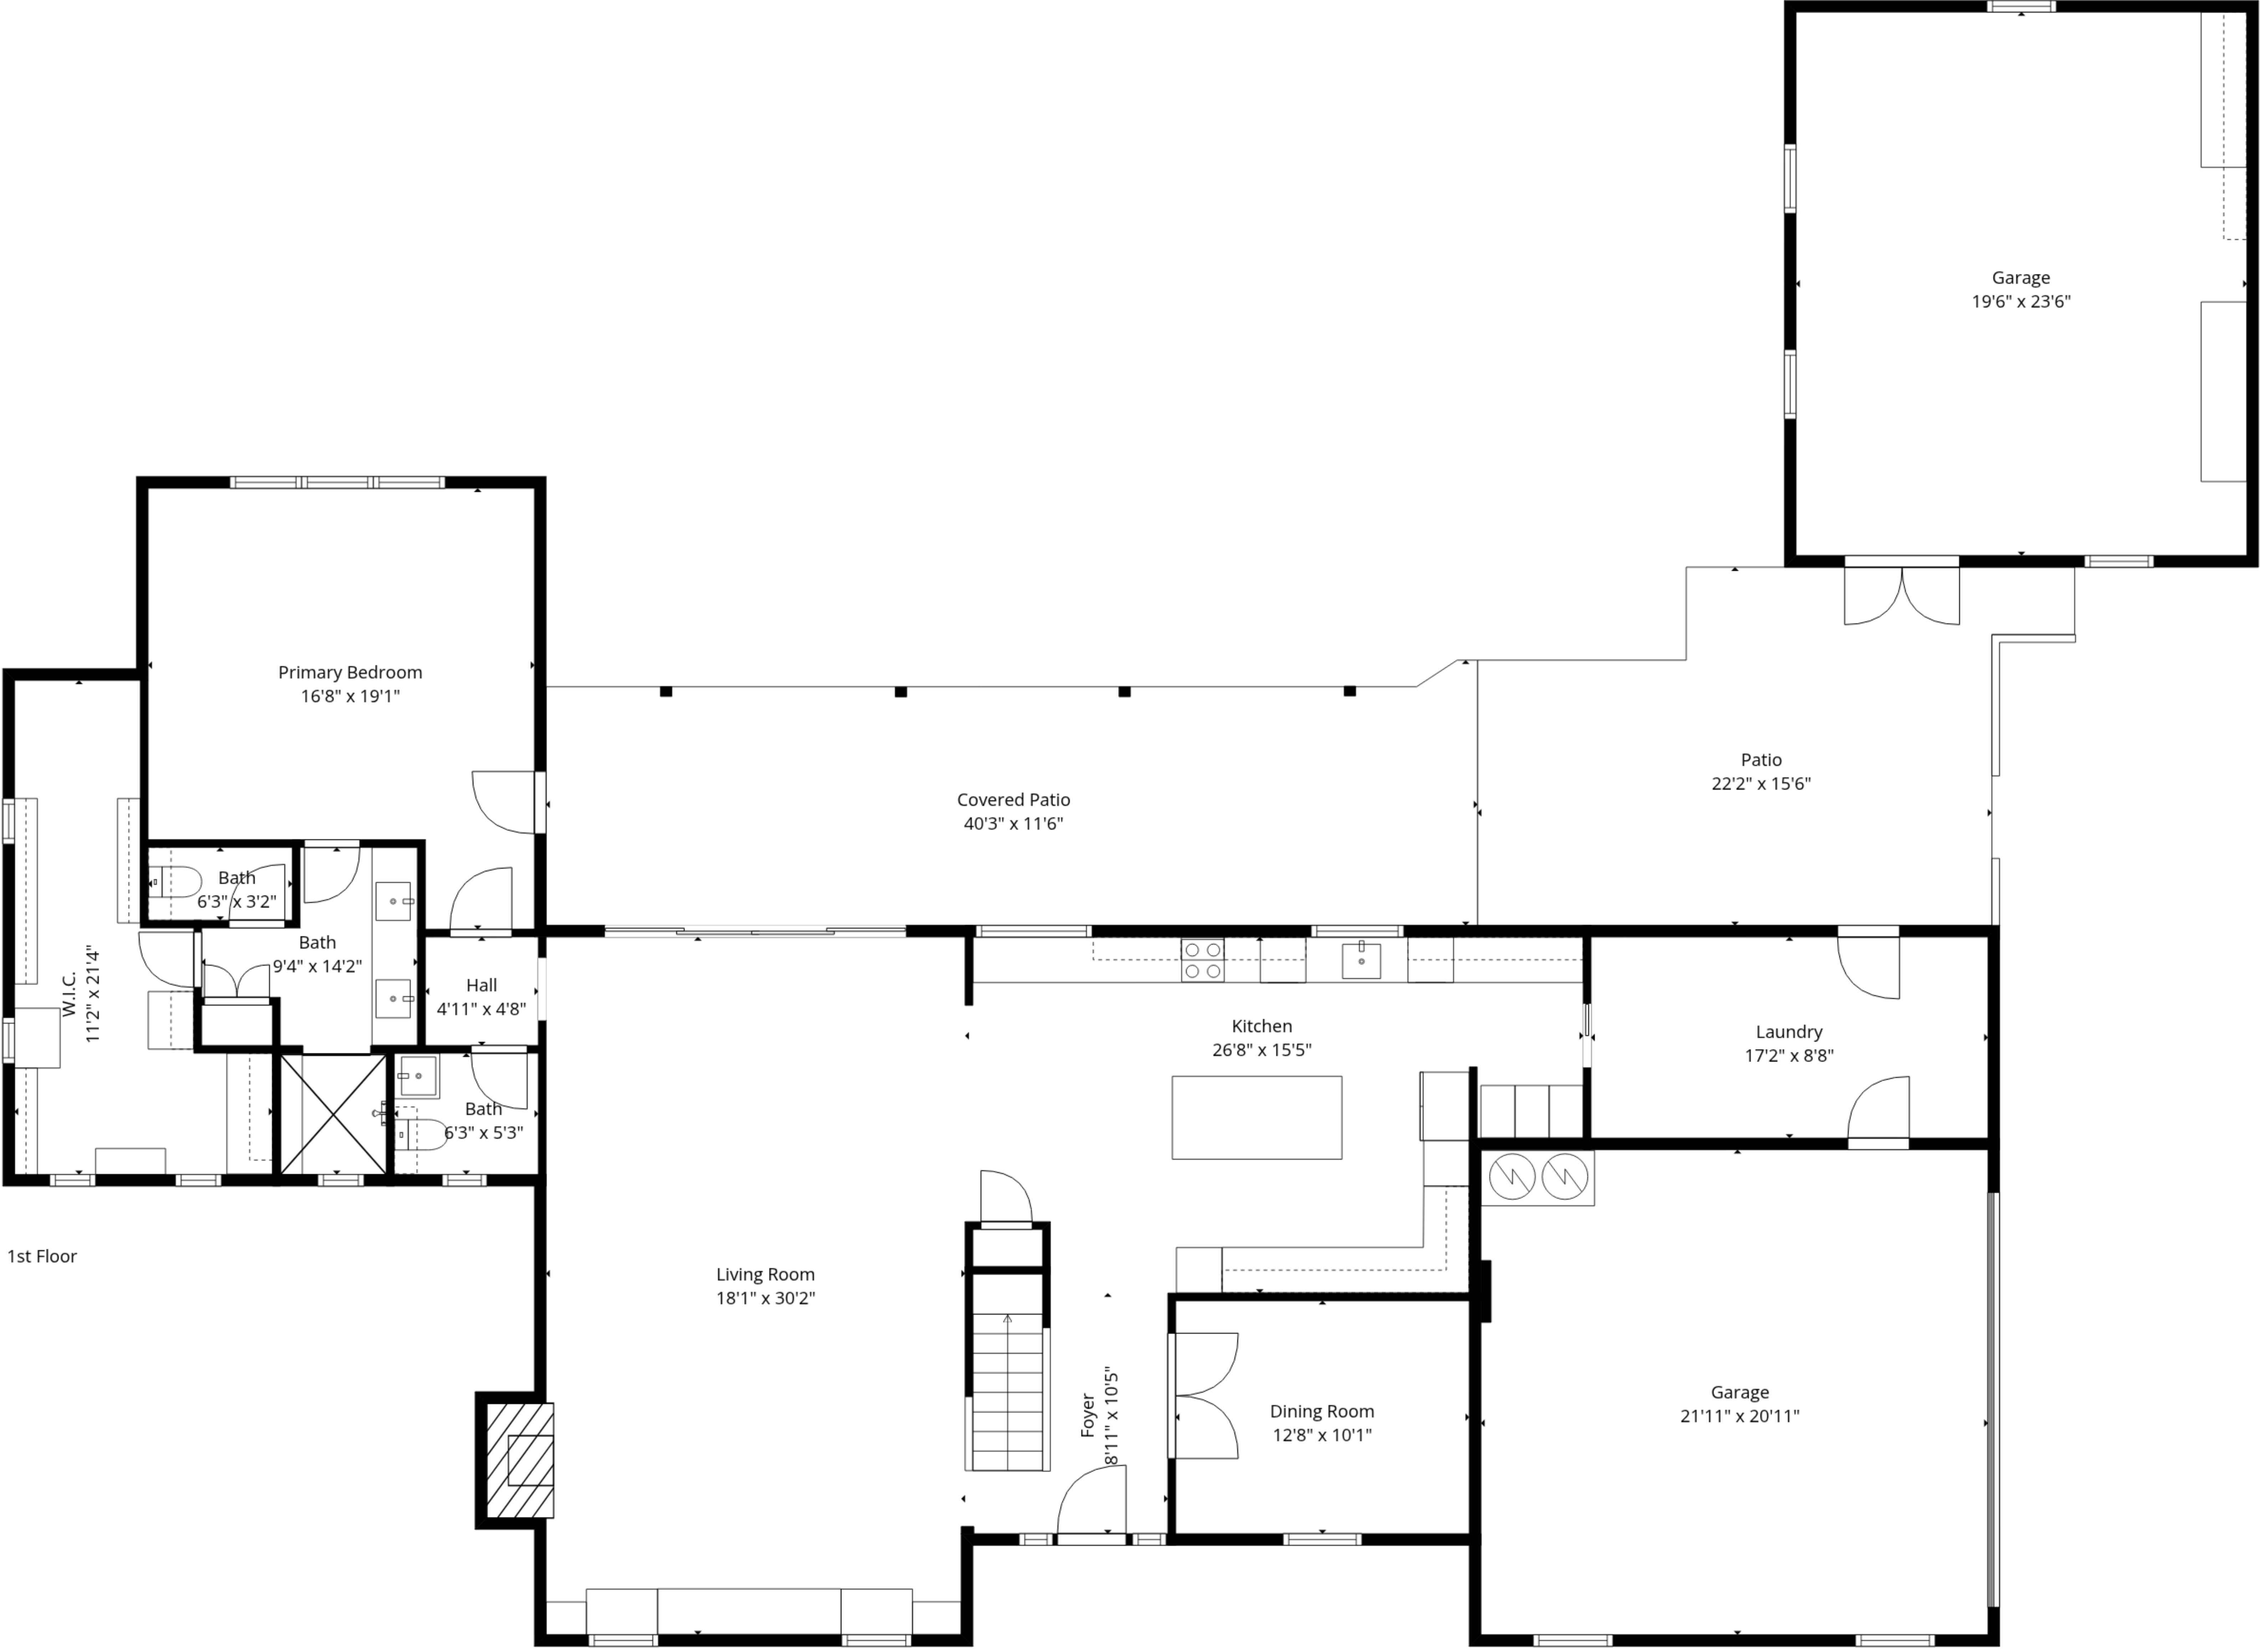 Garage
19'6" x 23'6"
Primary Bedroom
16'8" x 19'1"
Covered Patio
40'3" x 11'6"
Patio
22'2" x 15'6"
Bath
6'3" x 3'2"
Bath
9'4" x 14'2"
W.I.C.
11'2" x 21'4"
Hall
4'11" x 4'8"
Kitchen
26'8" x 15'5"
Laundry
17'2" x 8'8"
Bath
6'3" x 5'3"
1st Floor
Living Room
18'1" x 30'2"
Foyer
8'11" x 10'5"
Dining Room
12'8" x 10'1"
Garage
21'11" x 20'11"